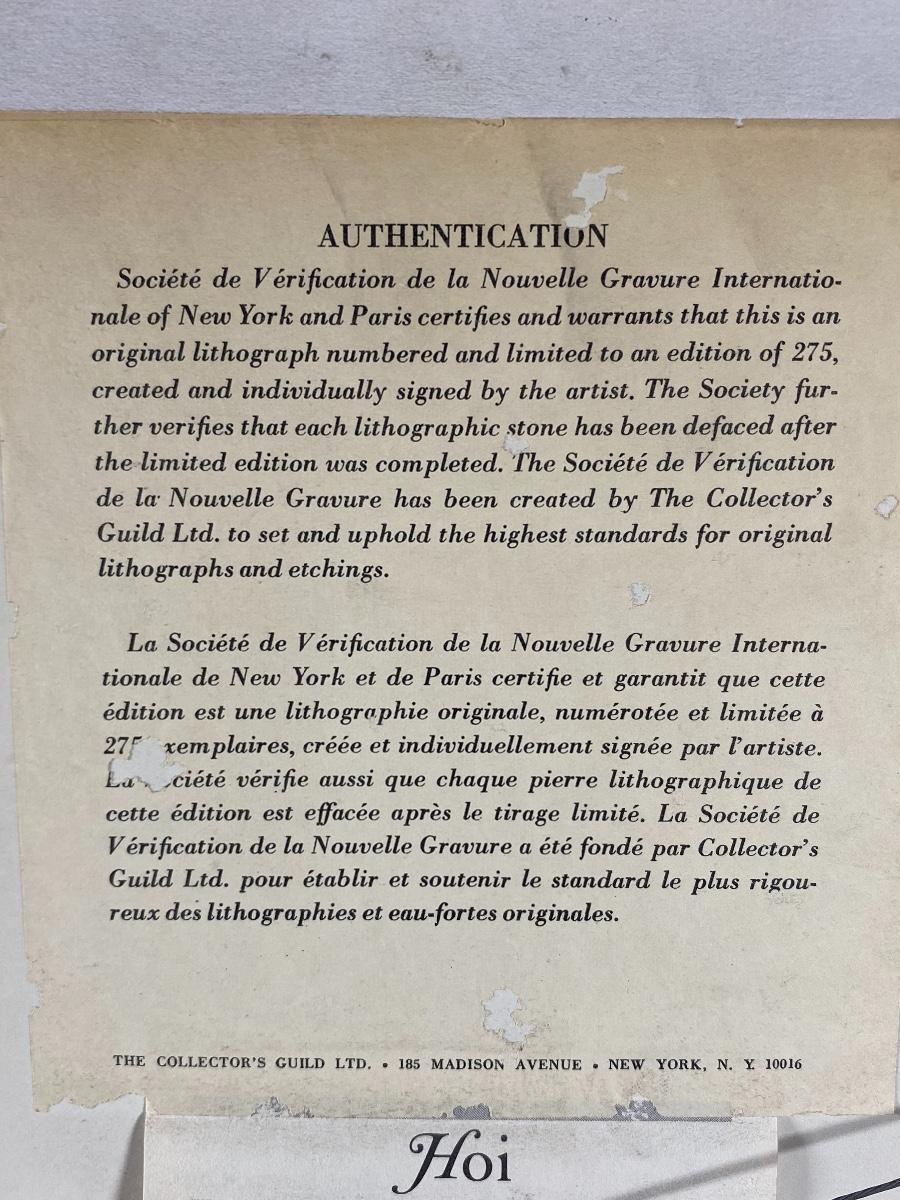 AUTHENTICATION
Société de Vérification de la Nouvelle Gravure Internatio-
nale of New York and Paris certifies and warrants that this is an
original lithograph numbered and limited to an edition of 275,
created and individually signed by the artist. The Society fur-
ther verifies that each lithographic stone has been defaced after
the limited edition was completed. The Société de Vérification
de la Nouvelle Gravure has been created by The Collector's
Guild Ltd. to set and uphold the highest standards for original
lithographs and etchings.
La Société de Vérification de la Nouvelle Gravure Interna-
tionale de New York et de Paris certifie et garantit que cette
édition est une lithographie originale, numérotée et limitée à
275 xemplaires, créée et individuellement signée par l'artiste.
La ciété vérifie aussi que chaque pierre lithographique de
cette édition est effacée après le tirage limité. La Société de
Vérification de la Nouvelle Gravure a été fondé par Collector's
Guild Ltd. pour établir et soutenir le standard le plus rigou-
reux des lithographies et eau-fortes originales.
THE COLLECTOR'S GUILD LTD. • 185 MADISON AVENUE • NEW YORK, N. Y. 10016
Hoi